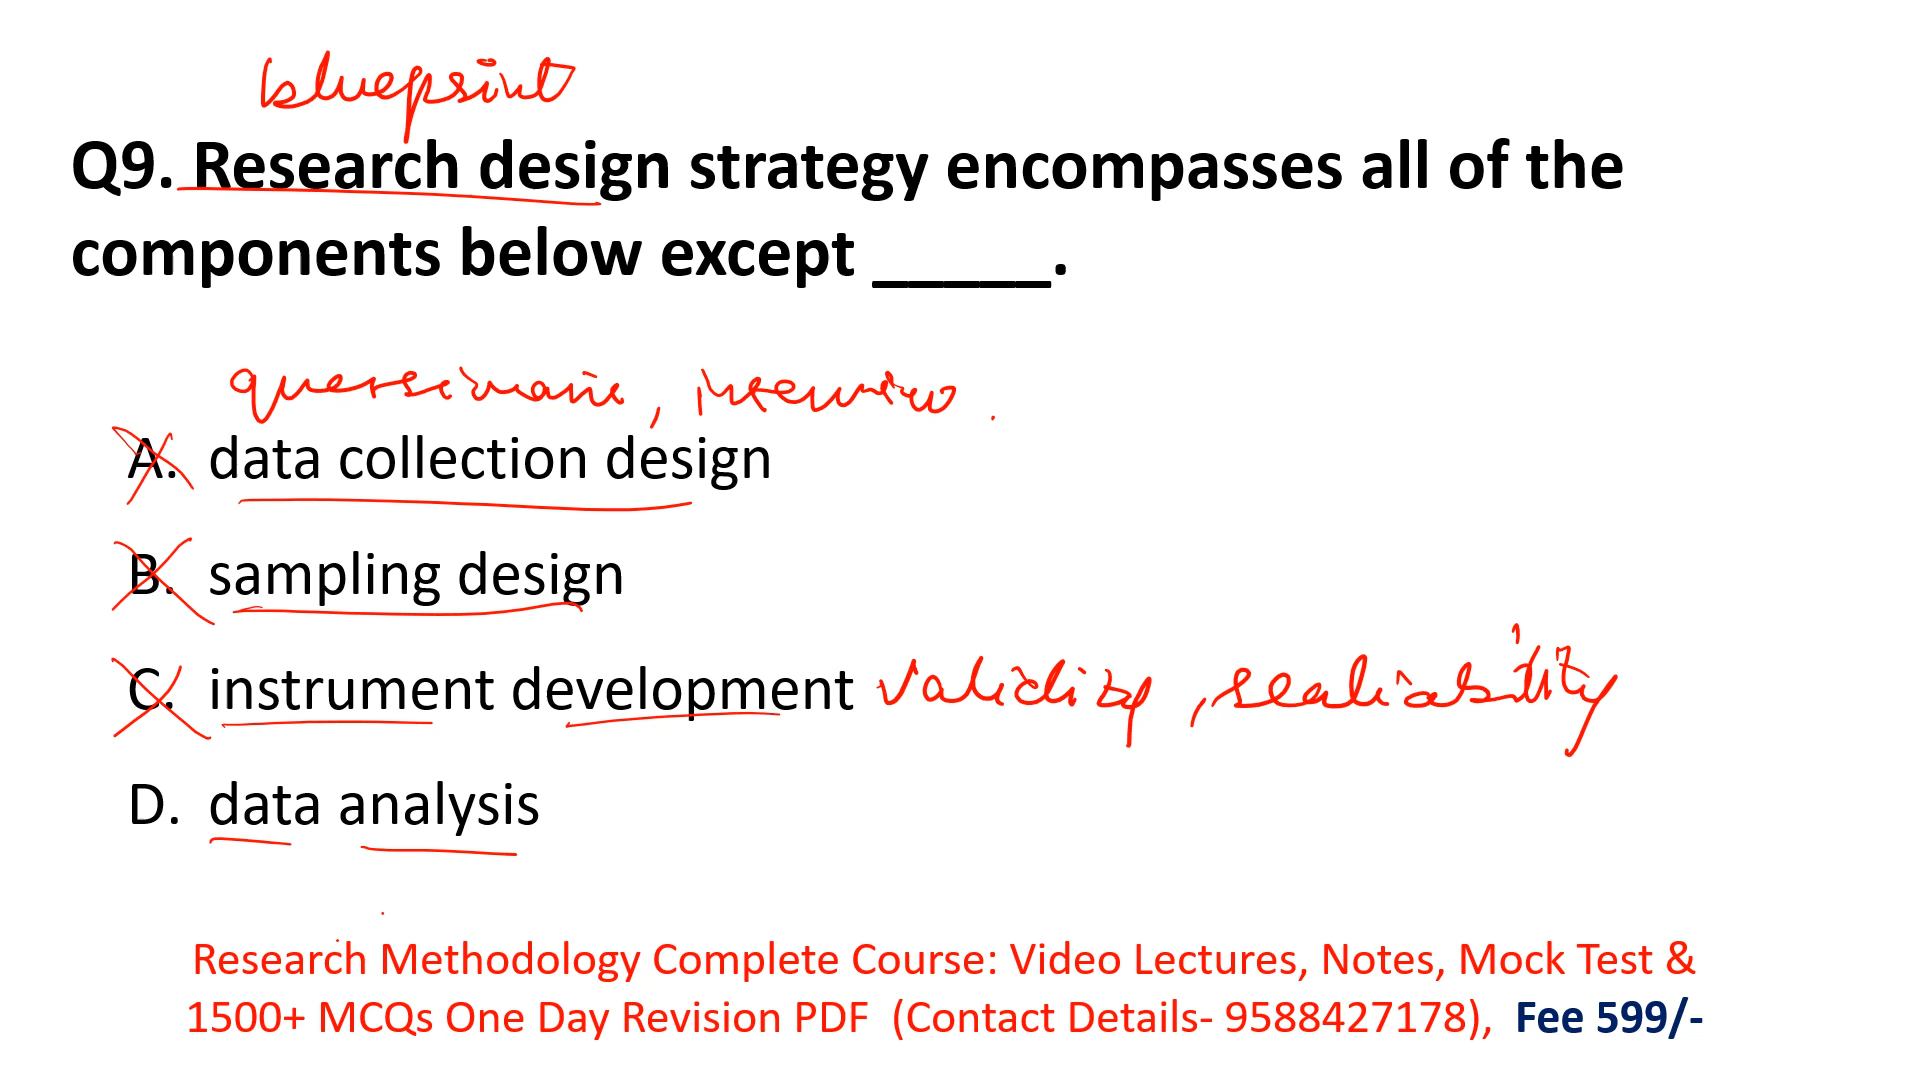 blueprint
Q9. Research design strategy encompasses all of the
components below except _____.
questionnaire, interview.
A. data collection design
B. sampling design
C. instrument development validity, reliability
D. data analysis
Research Methodology Complete Course: Video Lectures, Notes, Mock Test &
1500+ MCQs One Day Revision PDF (Contact Details- 9588427178), Fee 599/-